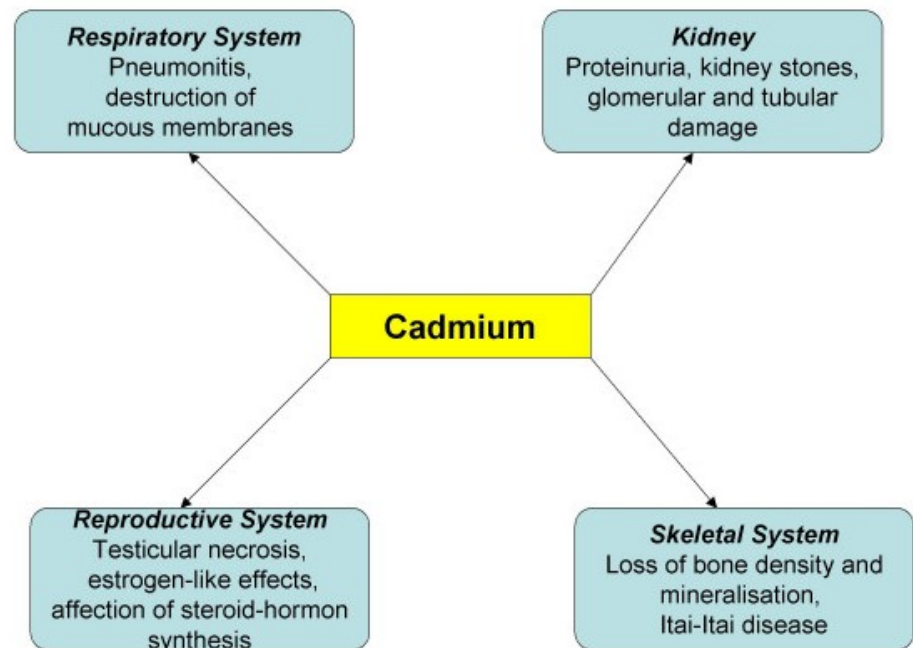 Respiratory System
Pneumonitis,
destruction of
mucous membranes
Kidney
Proteinuria, kidney stones,
glomerular and tubular
damage
Cadmium
Reproductive System
Testicular necrosis,
estrogen-like effects,
affection of steroid-hormon
synthesis
Skeletal System
Loss of bone density and
mineralisation,
Itai-Itai disease